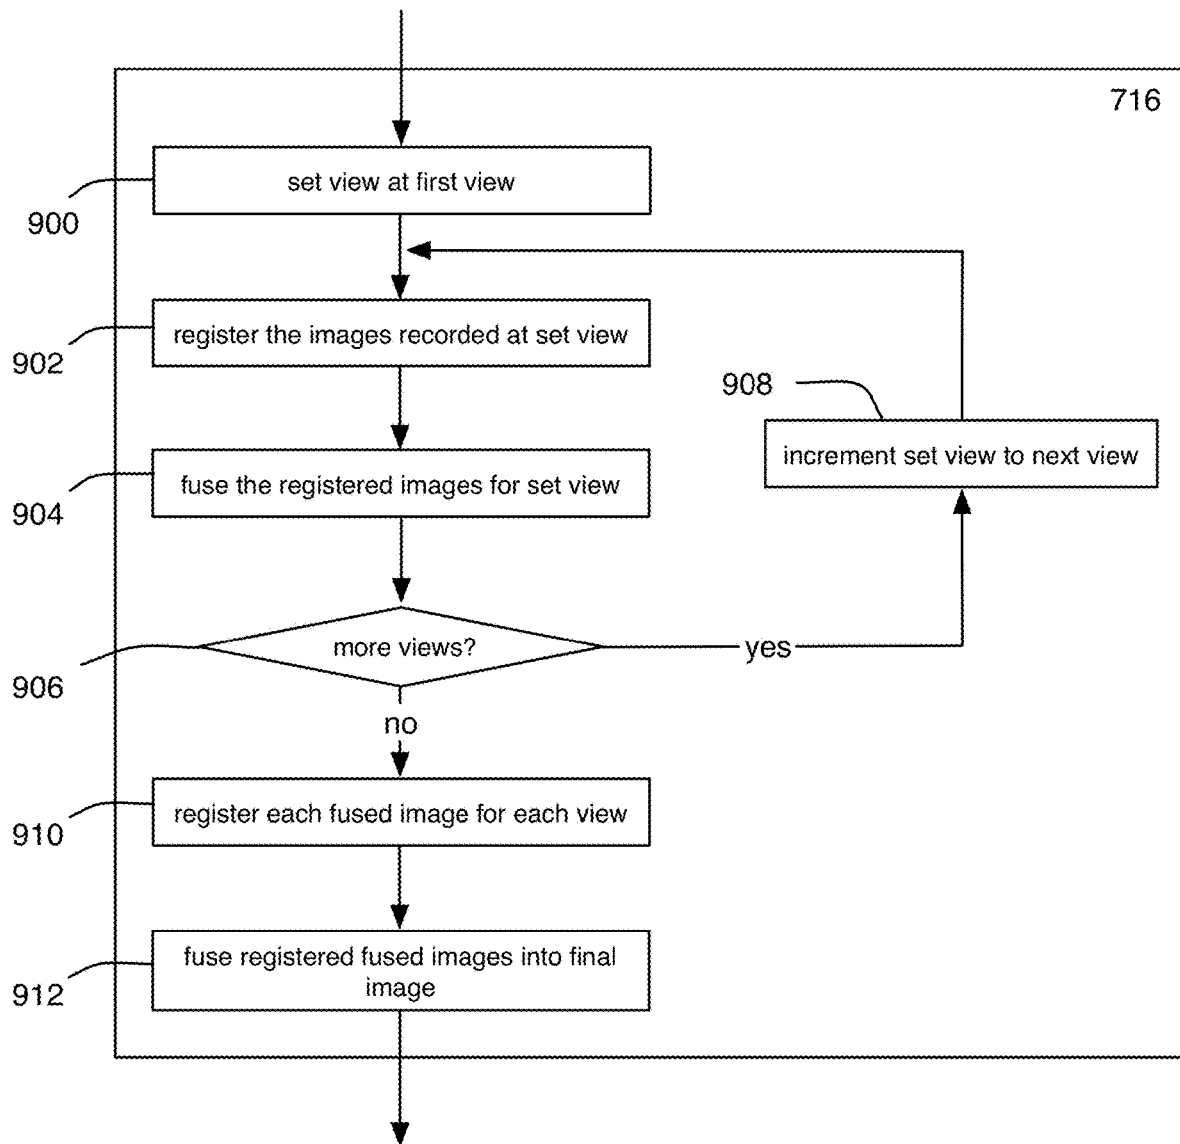 716
set view at first view
900
register the images recorded at set view
902
908
increment set view to next view
fuse the registered images for set view
904
more views?
yes
906
no
register each fused image for each view
910
fuse registered fused images into final
image
912